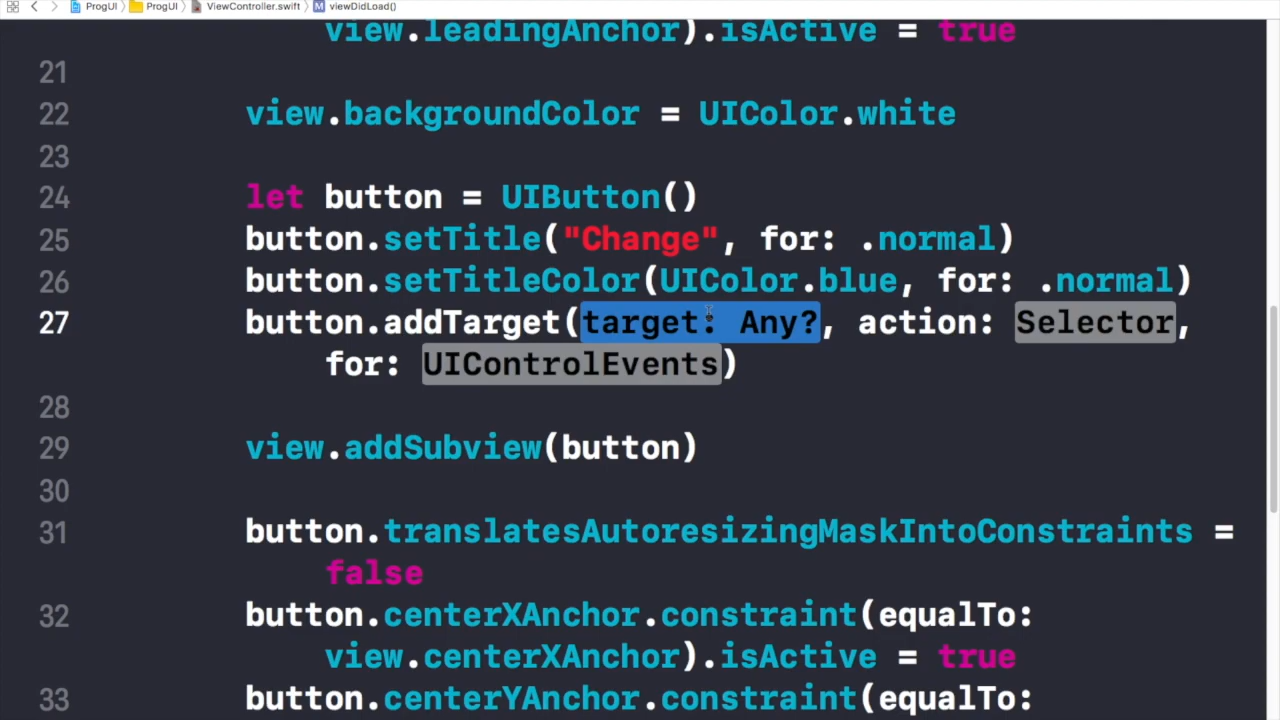 ProgUI ProgUI ViewController.swift M viewDidLoad()
view.leadingAnchor).isActive = true
21
22 view.backgroundColor = UIColor.white
23
24 let button = UIButton()
25 button.setTitle("Change", for: .normal)
26 button.setTitleColor(UIColor.blue, for: .normal)
27 button.addTarget(target: Any?, action: Selector,
for: UIControlEvents)
28
29 view.addSubview(button)
30
31 button.translatesAutoresizingMaskIntoConstraints =
false
32 button.centerXAnchor.constraint(equalTo:
view.centerXAnchor).isActive = true
33 button.centerYAnchor.constraint(equalTo: